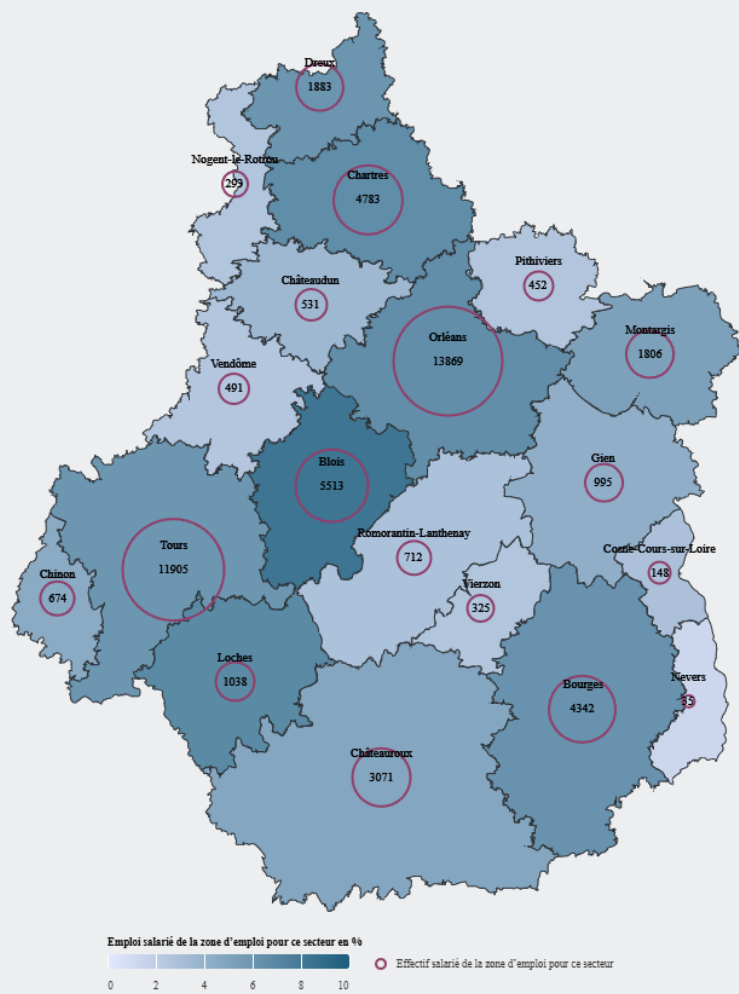 Dreux
1883
Nogent-le-Rotrou
293
Chartres
4783
Pithiviers
452
Châteaudun
531
Montargis
1806
Orléans
13869
Vendôme
491
Gien
995
Blois
5513
Romorantin-Lanthenay
712
Cosne-Cours-sur-Loire
148
Tours
11905
Chinon
674
Vierzon
325
Loches
1038
Bourges
4342
Nevers
35
Châteauroux
3071
Emploi salarié de la zone d'emploi pour ce secteur en %
0 2 4 6 8 10
Effectif salarié de la zone d'emploi pour ce secteur